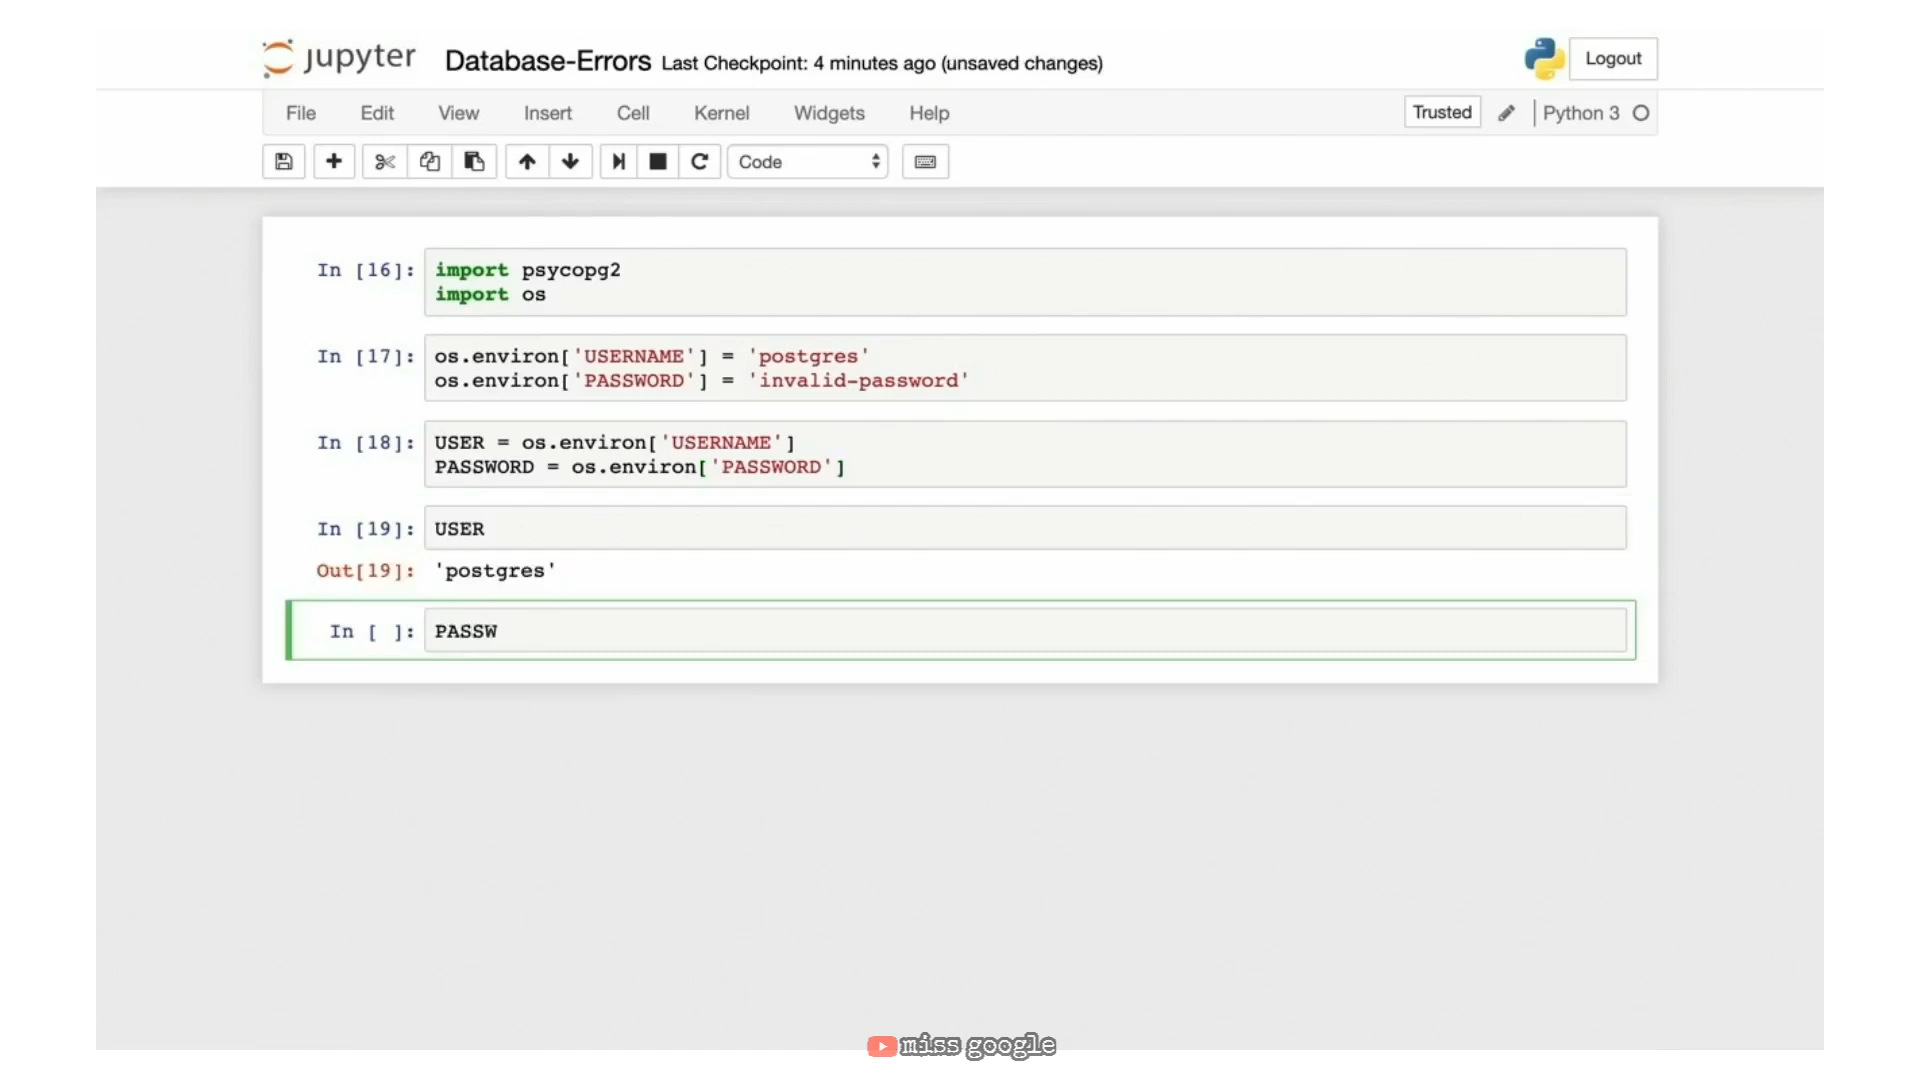 jupyter Database-Errors Last Checkpoint: 4 minutes ago (unsaved changes) Logout
File Edit View Insert Cell Kernel Widgets Help Trusted Python 3
Code
In [16]: import psycopg2
import os
In [17]: os.environ['USERNAME'] = 'postgres'
os.environ['PASSWORD'] = 'invalid-password'
In [18]: USER = os.environ['USERNAME']
PASSWORD = os.environ['PASSWORD']
In [19]: USER
Out[19]: 'postgres'
In [ ]: PASSW
miss google